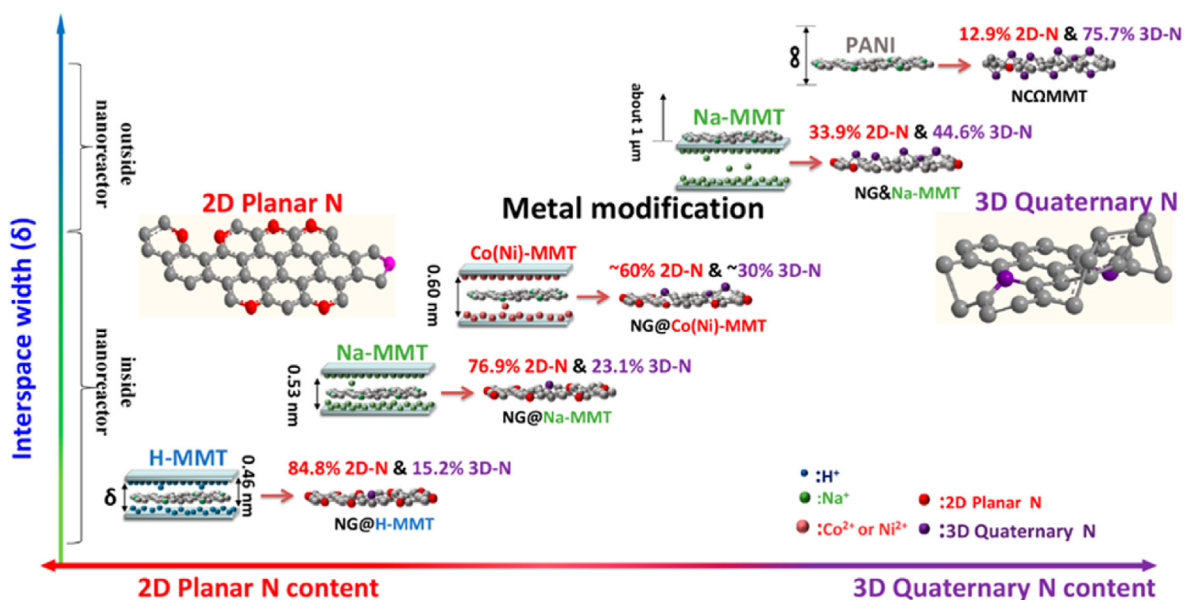 PANI
∞
12.9% 2D-N & 75.7% 3D-N
NCΩMMT
about 1 μm
Na-MMT
33.9% 2D-N & 44.6% 3D-N
NG&Na-MMT
outside
nanoreactor
2D Planar N
Metal modification
3D Quaternary N
Interspace width (δ)
Co(Ni)-MMT
0.60 nm
~60% 2D-N & ~30% 3D-N
NG@Co(Ni)-MMT
inside
nanoreactor
Na-MMT
0.53 nm
76.9% 2D-N & 23.1% 3D-N
NG@Na-MMT
H-MMT
δ
0.46 nm
84.8% 2D-N & 15.2% 3D-N
NG@H-MMT
:H⁺
:Na⁺
:2D Planar N
:Co²⁺ or Ni²⁺
:3D Quaternary N
2D Planar N content
3D Quaternary N content